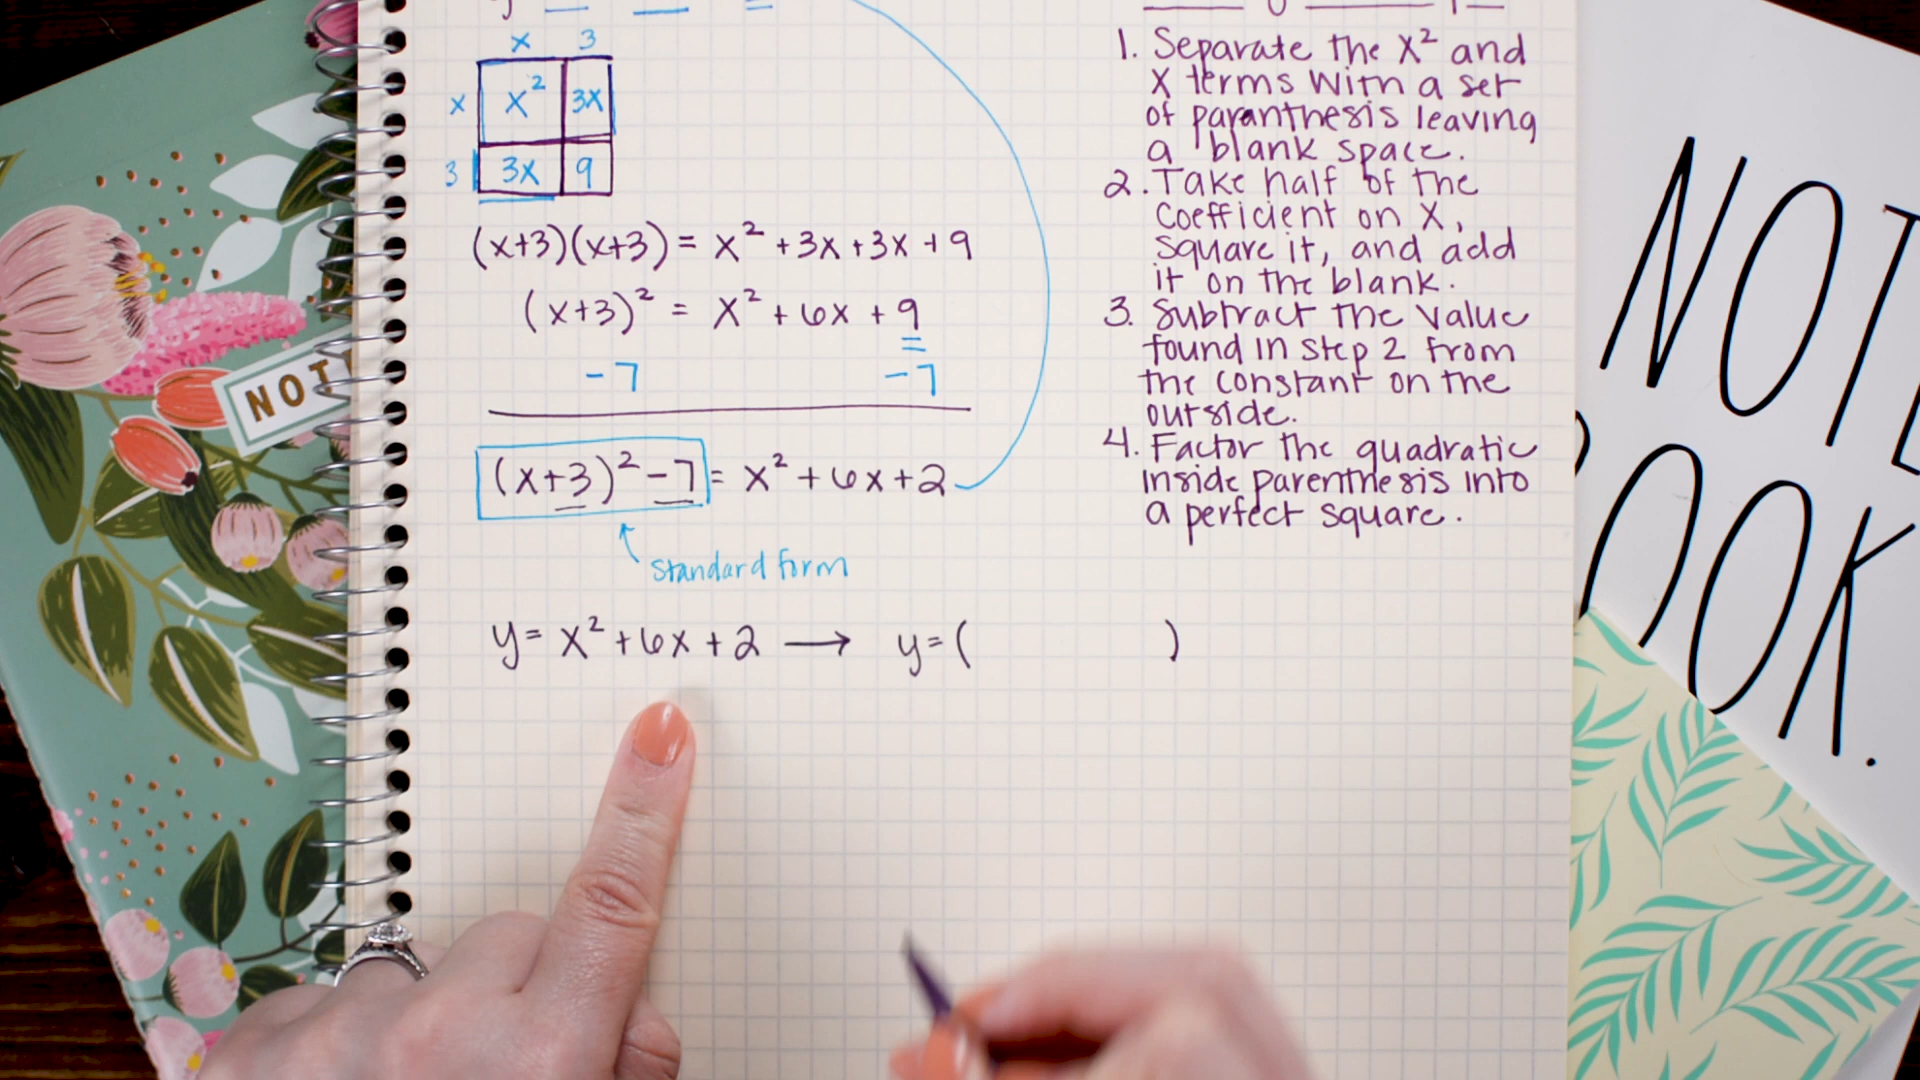 x 3
x x² 3x
3 3x 9
(x+3)(x+3) = x² + 3x + 3x + 9
(x+3)² = x² + 6x + 9
-7 -7
(x+3)² - 7 = x² + 6x + 2
standard form
y = x² + 6x + 2 → y = ( )
1. Separate the x² and
x terms with a set
of paranthesis leaving
a blank space.
2. Take half of the
coefficient on x,
square it, and add
it on the blank.
3. Subtract the value
found in step 2 from
the constant on the
outside.
4. Factor the quadratic
inside parenthesis into
a perfect square.